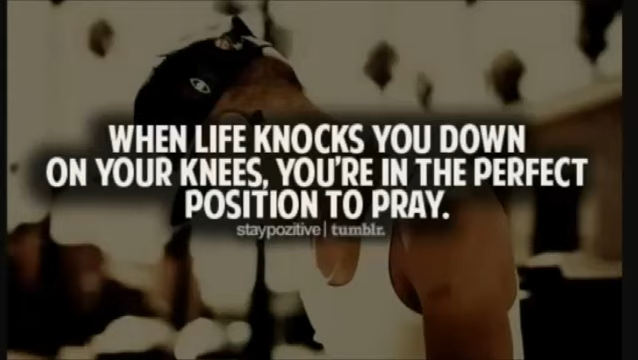 WHEN LIFE KNOCKS YOU DOWN
ON YOUR KNEES, YOU'RE IN THE PERFECT
POSITION TO PRAY.
staypozitive| tumblr.